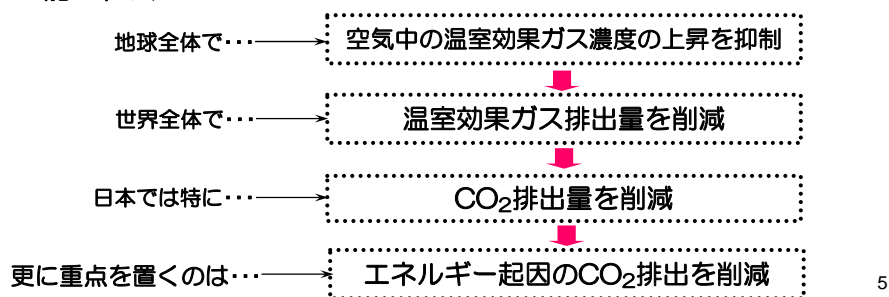 地球全体で･･･ 空気中の温室効果ガス濃度の上昇を抑制
世界全体で･･･ 温室効果ガス排出量を削減
日本では特に･･･ CO₂排出量を削減
更に重点を置くのは･･･ エネルギー起因のCO₂排出を削減
5